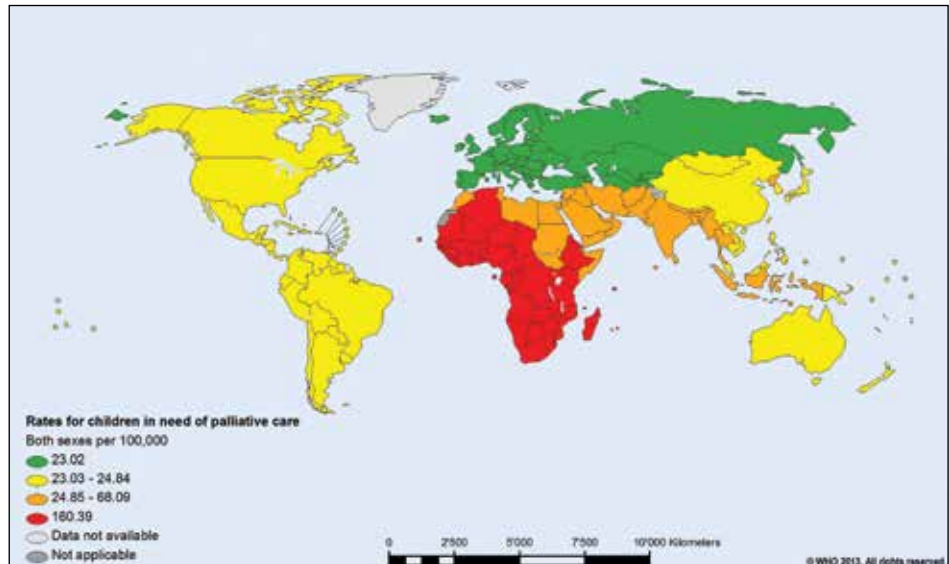 Rates for children in need of palliative care
Both sexes per 100,000
23.02
23.03 - 24.84
24.85 - 68.09
160.39
Data not available
Not applicable
0 2'500 5'000 7'500 10'000 Kilometers
© WHO 2013. All rights reserved